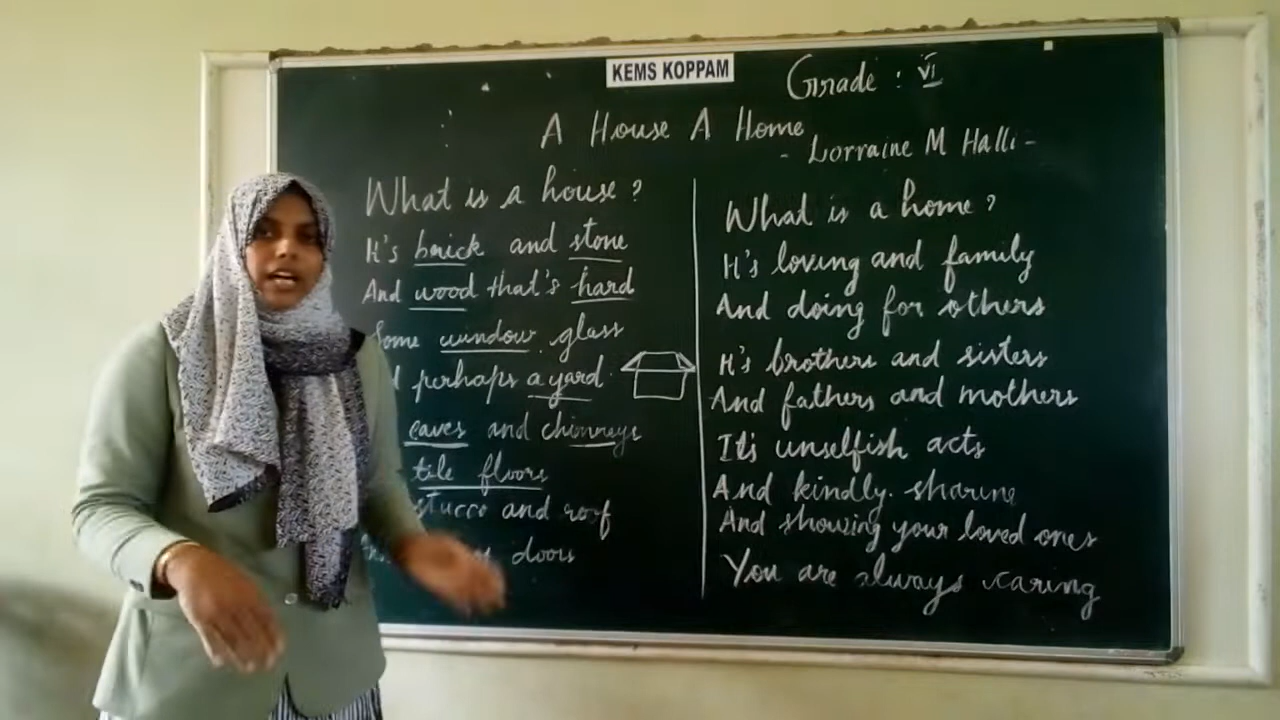 KEMS KOPPAM
Grade : VI
A House A Home
- Lorraine M Halli -
What is a house?
It's brick and stone
And wood that's hard
Some window glass
perhaps a yard
eaves and chimneys
tile floors
stucco and roof
doors
What is a home?
It's loving and family
And doing for others
It's brothers and sisters
And fathers and mothers
It's unselfish acts
And kindly sharing
And showing your loved ones
You are always caring